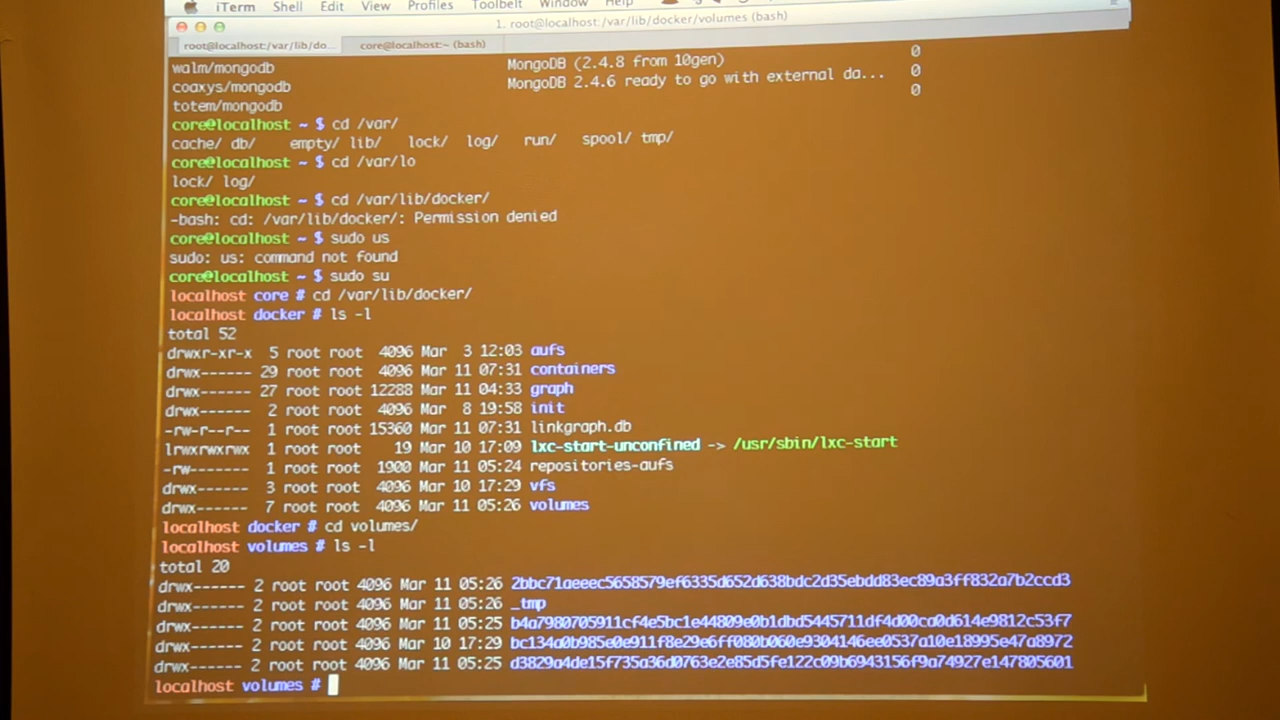 iTerm Shell Edit View Profiles Toolbelt Window Help
1. root@localhost:/var/lib/docker/volumes (bash)
root@localhost:/var/lib/do... core@localhost:~ (bash)
walm/mongodb MongoDB (2.4.8 from 10gen) 0
coaxys/mongodb MongoDB 2.4.6 ready to go with external da... 0
totem/mongodb 0
core@localhost ~ $ cd /var/
cache/ db/ empty/ lib/ lock/ log/ run/ spool/ tmp/
core@localhost ~ $ cd /var/lo
lock/ log/
core@localhost ~ $ cd /var/lib/docker/
-bash: cd: /var/lib/docker/: Permission denied
core@localhost ~ $ sudo us
sudo: us: command not found
core@localhost ~ $ sudo su
localhost core # cd /var/lib/docker/
localhost docker # ls -l
total 52
drwxr-xr-x 5 root root 4096 Mar 3 12:03 aufs
drwx------ 29 root root 4096 Mar 11 07:31 containers
drwx------ 27 root root 12288 Mar 11 04:33 graph
drwx------ 2 root root 4096 Mar 8 19:58 init
-rw-r--r-- 1 root root 15360 Mar 11 07:31 linkgraph.db
lrwxrwxrwx 1 root root 19 Mar 10 17:09 lxc-start-unconfined -> /usr/sbin/lxc-start
-rw------- 1 root root 1900 Mar 11 05:24 repositories-aufs
drwx------ 3 root root 4096 Mar 10 17:29 vfs
drwx------ 7 root root 4096 Mar 11 05:26 volumes
localhost docker # cd volumes/
localhost volumes # ls -l
total 20
drwx------ 2 root root 4096 Mar 11 05:26 2bbc71aeeec5658579ef6335d652d638bdc2d35ebdd83ec89a3ff832a7b2ccd3
drwx------ 2 root root 4096 Mar 11 05:26 _tmp
drwx------ 2 root root 4096 Mar 11 05:25 b4a7980705911cf4e5bc1e44809e0b1dbd5445711df4d00ca0d614e9812c53f7
drwx------ 2 root root 4096 Mar 10 17:29 bc134a0b985e0e911f8e29e6ff080b060e9304146ee0537a10e18995e47a8972
drwx------ 2 root root 4096 Mar 11 05:25 d3829a4de15f735a36d0763e2e85d5fe122c09b6943156f9a74927e147805601
localhost volumes #